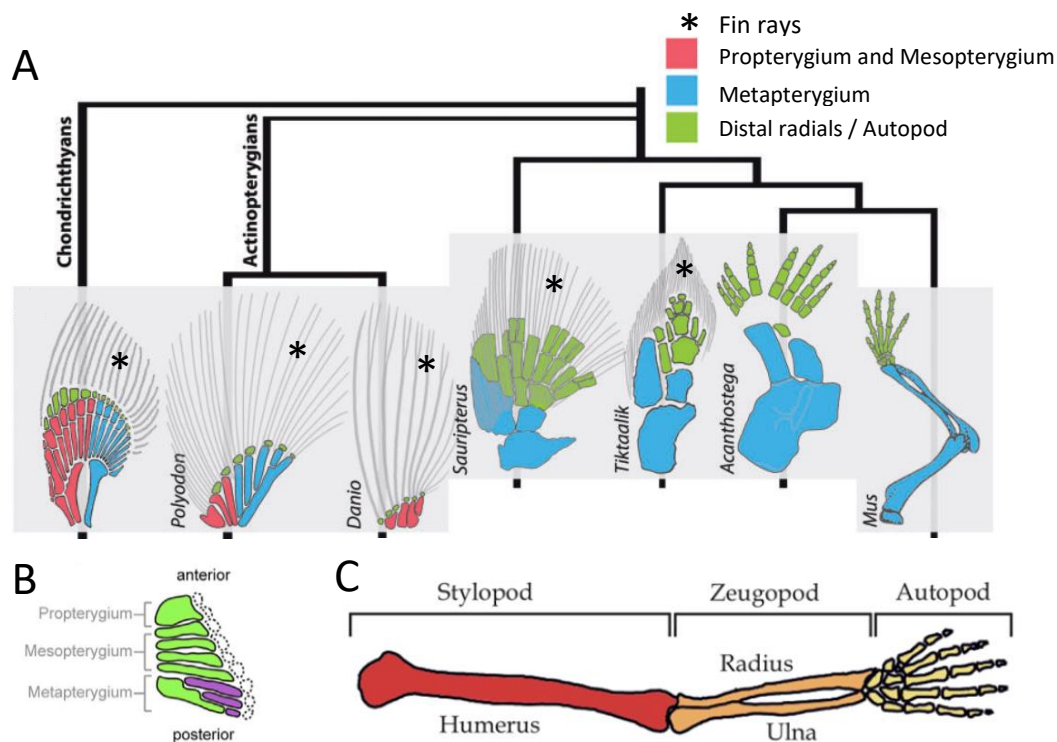 * Fin rays
A
Propterygium and Mesopterygium
Metapterygium
Distal radials / Autopod
Chondrichthyans
Actinopterygians
*
*
*
*
*
Polyodon
Danio
Sauripterus
Tiktaalik
Acanthostega
Mus
B
anterior
Propterygium
Mesopterygium
Metapterygium
posterior
C
Stylopod
Zeugopod
Autopod
Radius
Humerus
Ulna